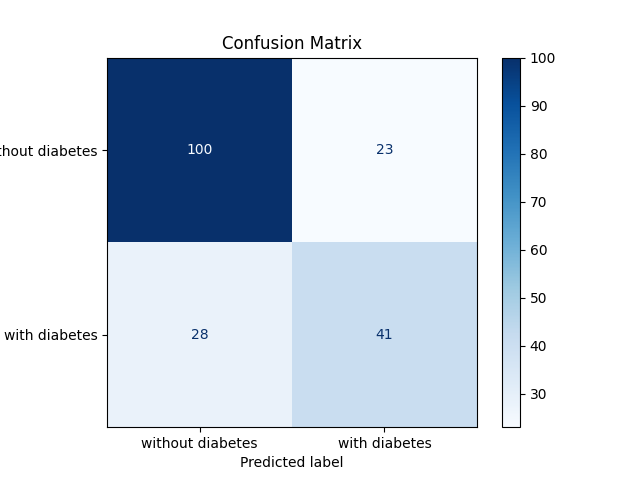 Confusion Matrix
100
90
80
70
60
50
40
30
thout diabetes
100
23
with diabetes
28
41
without diabetes
with diabetes
Predicted label